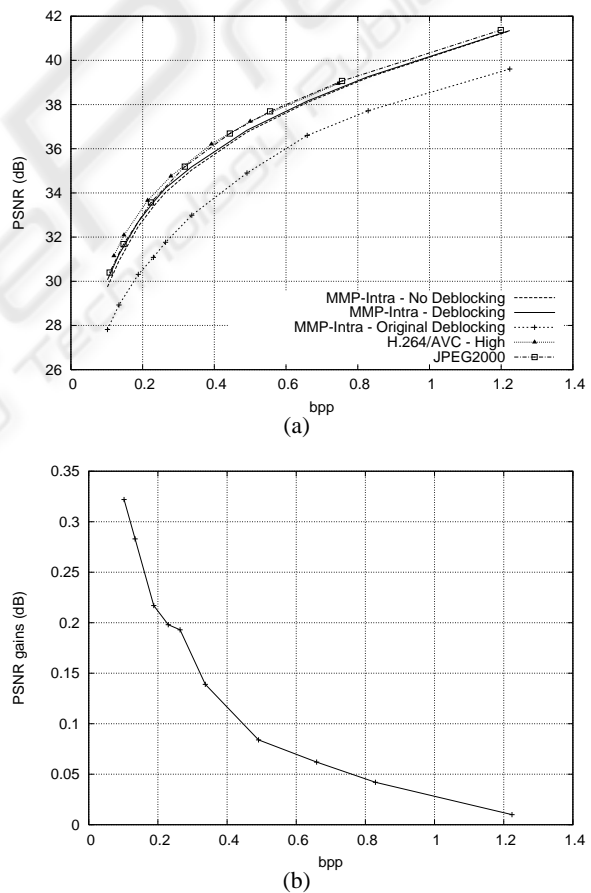 42
40
38
36
34
32
30
28
26
PSNR (dB)
MMP-Intra - No Deblocking
MMP-Intra - Deblocking
MMP-Intra - Original Deblocking
H.264/AVC - High
JPEG2000
0 0.2 0.4 0.6 0.8 1 1.2 1.4
bpp
(a)
0.35
0.3
0.25
0.2
0.15
0.1
0.05
0
PSNR gains (dB)
0 0.2 0.4 0.6 0.8 1 1.2 1.4
bpp
(b)